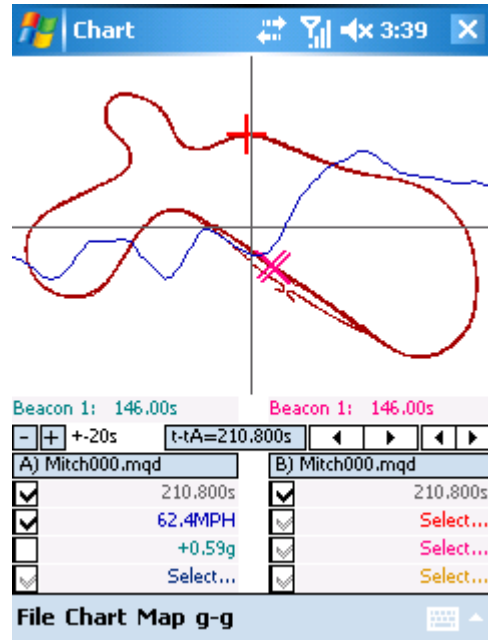 Chart 3:39
Beacon 1: 146.00s Beacon 1: 146.00s
- + +-20s t-tA=210.800s
A) Mitch000.mqd B) Mitch000.mqd
210.800s 210.800s
62.4MPH Select...
+0.59g Select...
Select... Select...
File Chart Map g-g